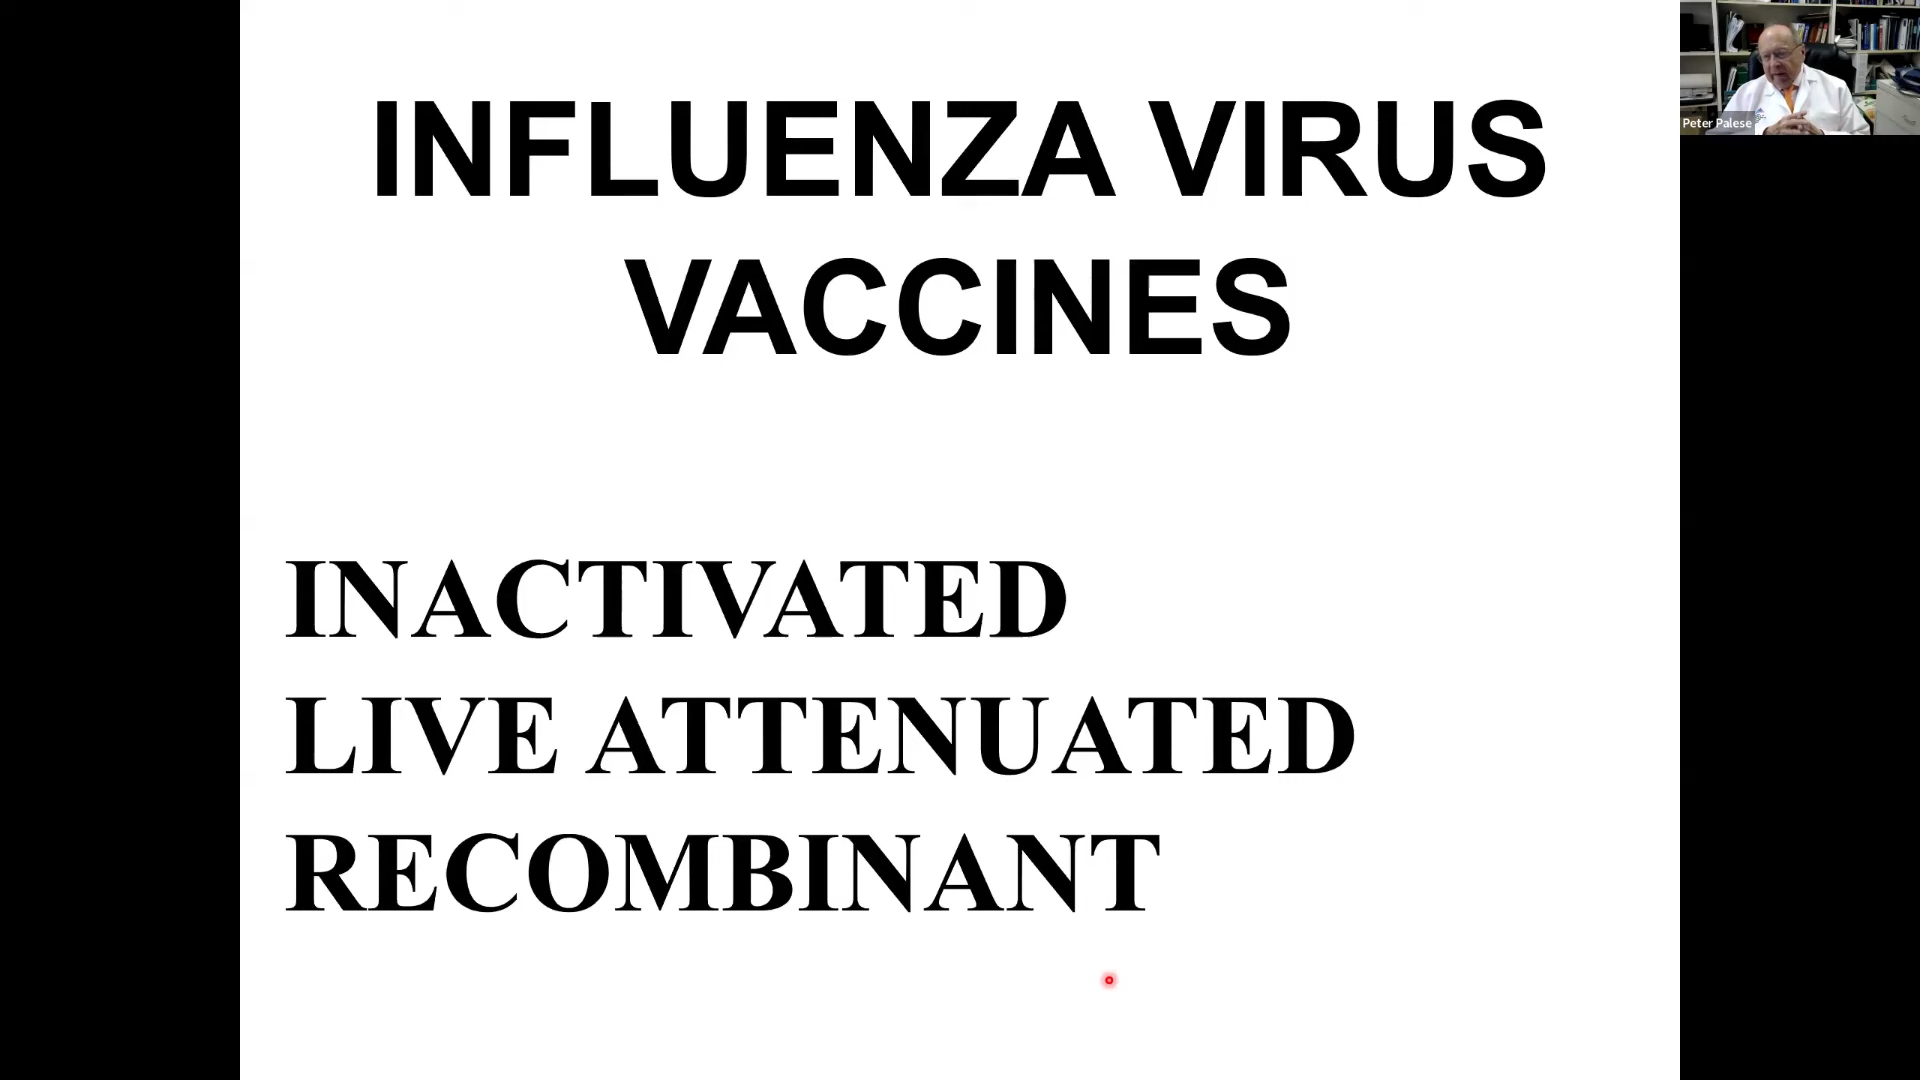 INFLUENZA VIRUS
VACCINES
INACTIVATED
LIVE ATTENUATED
RECOMBINANT
Peter Palese